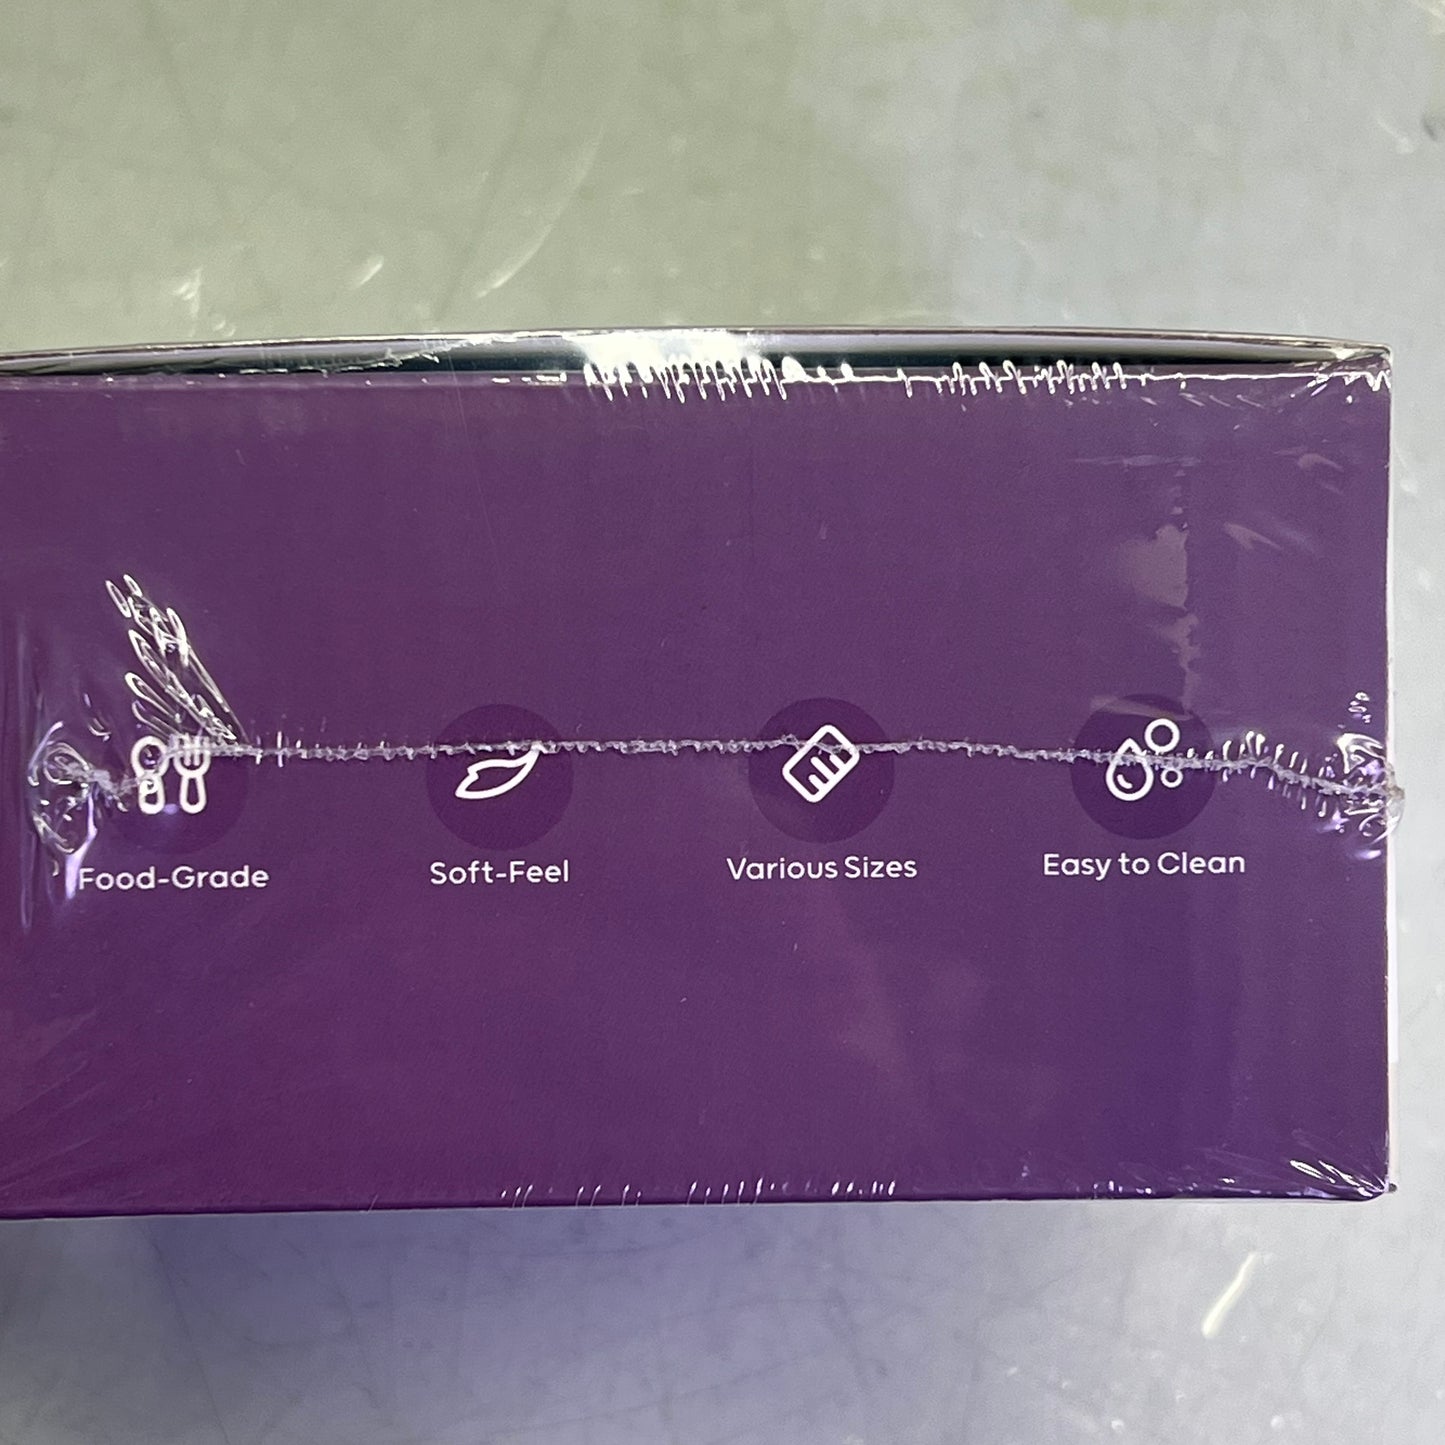 Food-Grade
Soft-Feel
Various Sizes
Easy to Clean